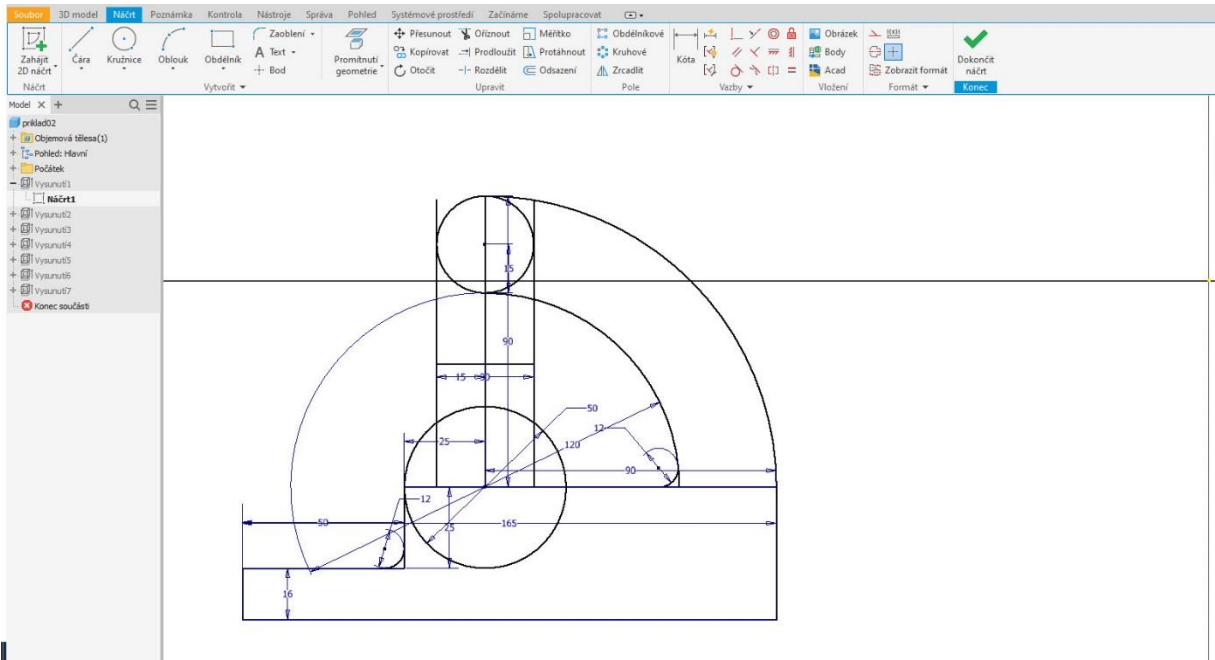 Soubor 3D model Náčrt Poznámka Kontrola Nástroje Správa Pohled Systémové prostředí Začínáme Spolupracovat
Zahájit 2D náčrt
Čára
Kružnice
Oblouk
Obdélník
Zaoblení
Text
Bod
Promítnutí geometrie
Přesunout Oříznout Měřítko
Kopírovat Prodloužit Protáhnout
Otočit Rozdělit Odsazení
Obdélníkové
Kruhové
Zrcadlit
Kóta
Obrázek
Body
Acad
Zobrazit formát
Dokončit náčrt
Náčrt Vytvořit Upravit Pole Vazby Vložení Formát Konec
Model
priklad02
Objemová tělesa(1)
Pohled: Hlavní
Počátek
Vysunutí1
Náčrt1
Vysunutí2
Vysunutí3
Vysunutí4
Vysunutí5
Vysunutí6
Vysunutí7
Konec součásti
15
90
15
50
12
25
120
90
12
50
25
165
16